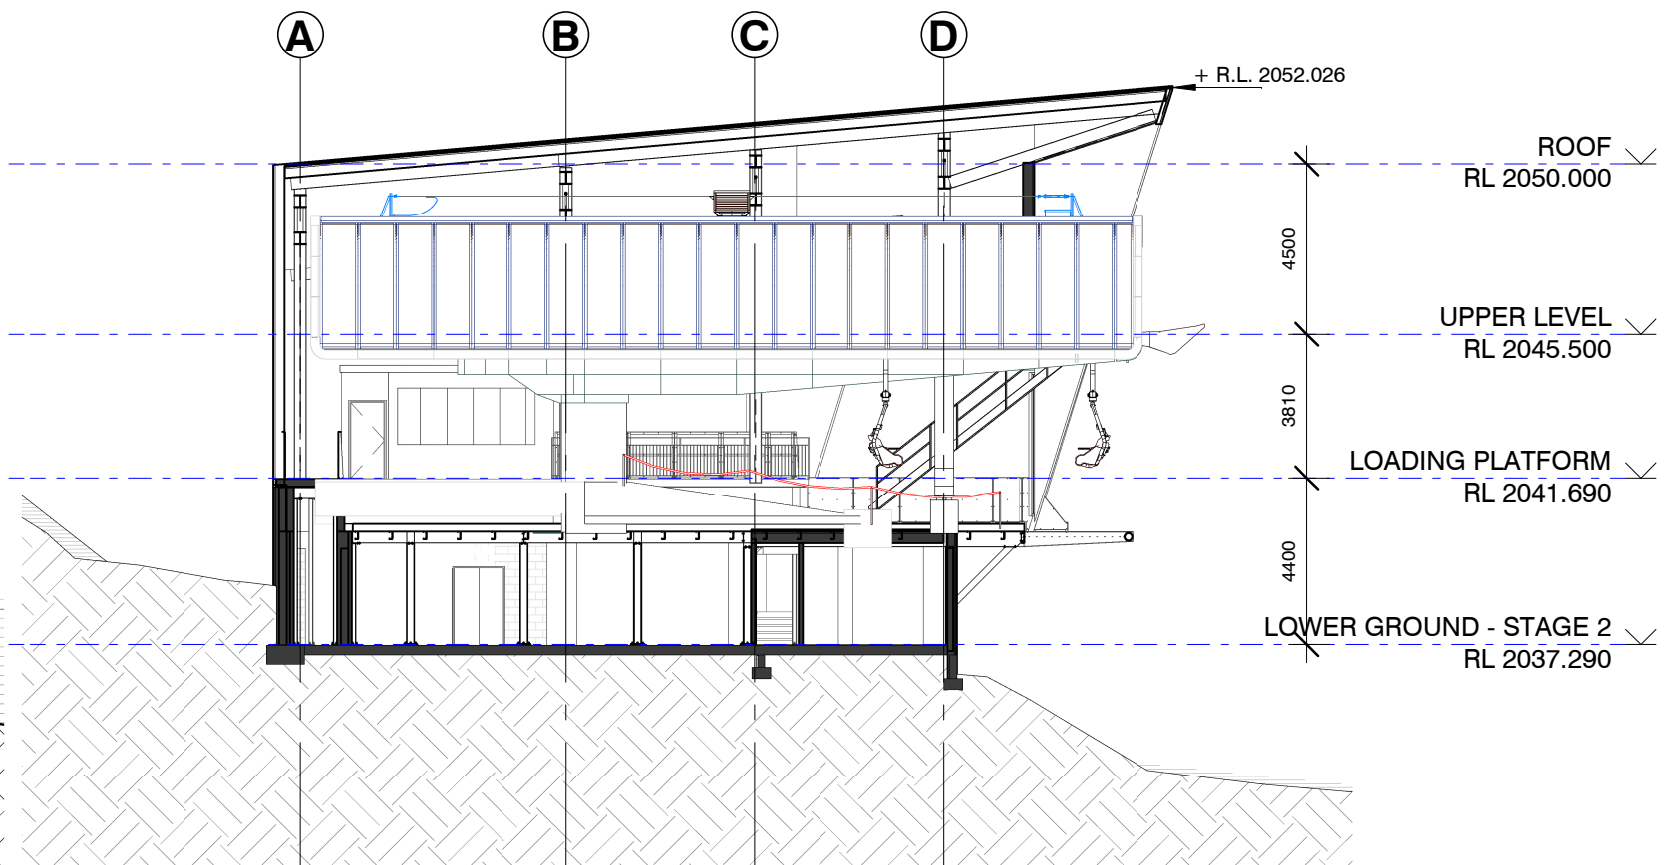 A B C D
+ R.L. 2052.026
ROOF
RL 2050.000
4500
UPPER LEVEL
RL 2045.500
3810
LOADING PLATFORM
RL 2041.690
4400
LOWER GROUND - STAGE 2
RL 2037.290